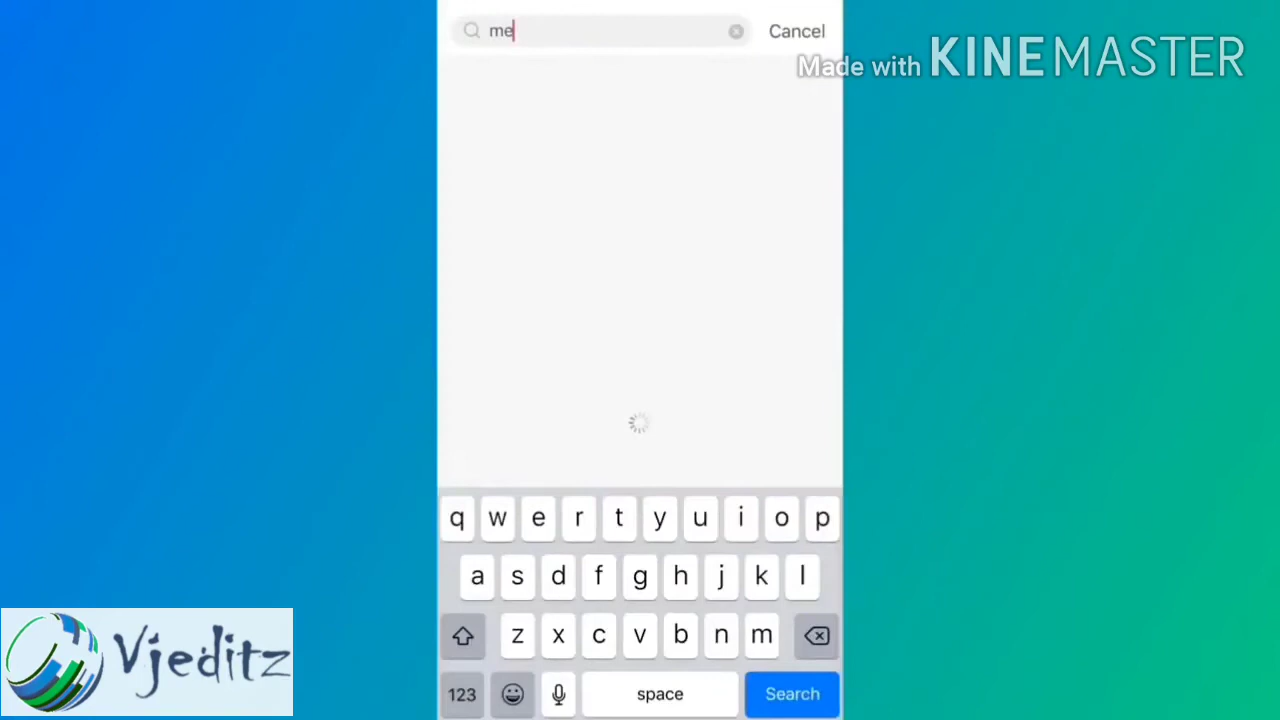 me
Cancel
Made with KINEMASTER
q w e r t y u i o p
a s d f g h j k l
z x c v b n m
123 space Search
Vjeditz